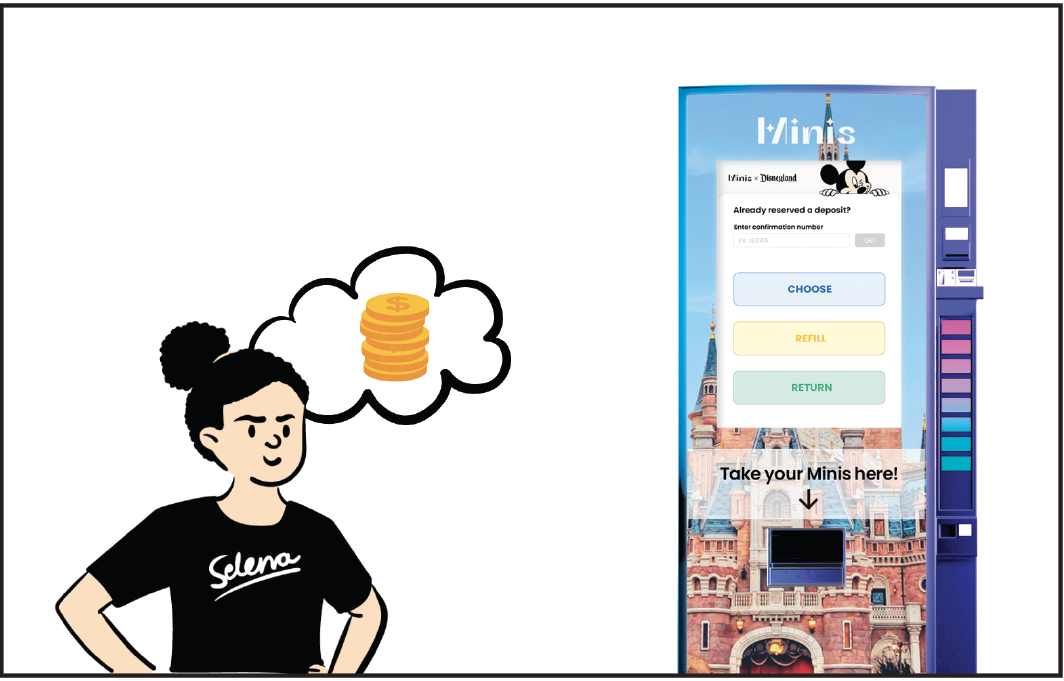 Minis
Minis × Disneyland
Already reserved a deposit?
Enter confirmation number
Ex. 12345 GO
CHOOSE
REFILL
RETURN
Take your Minis here!
$
Selena